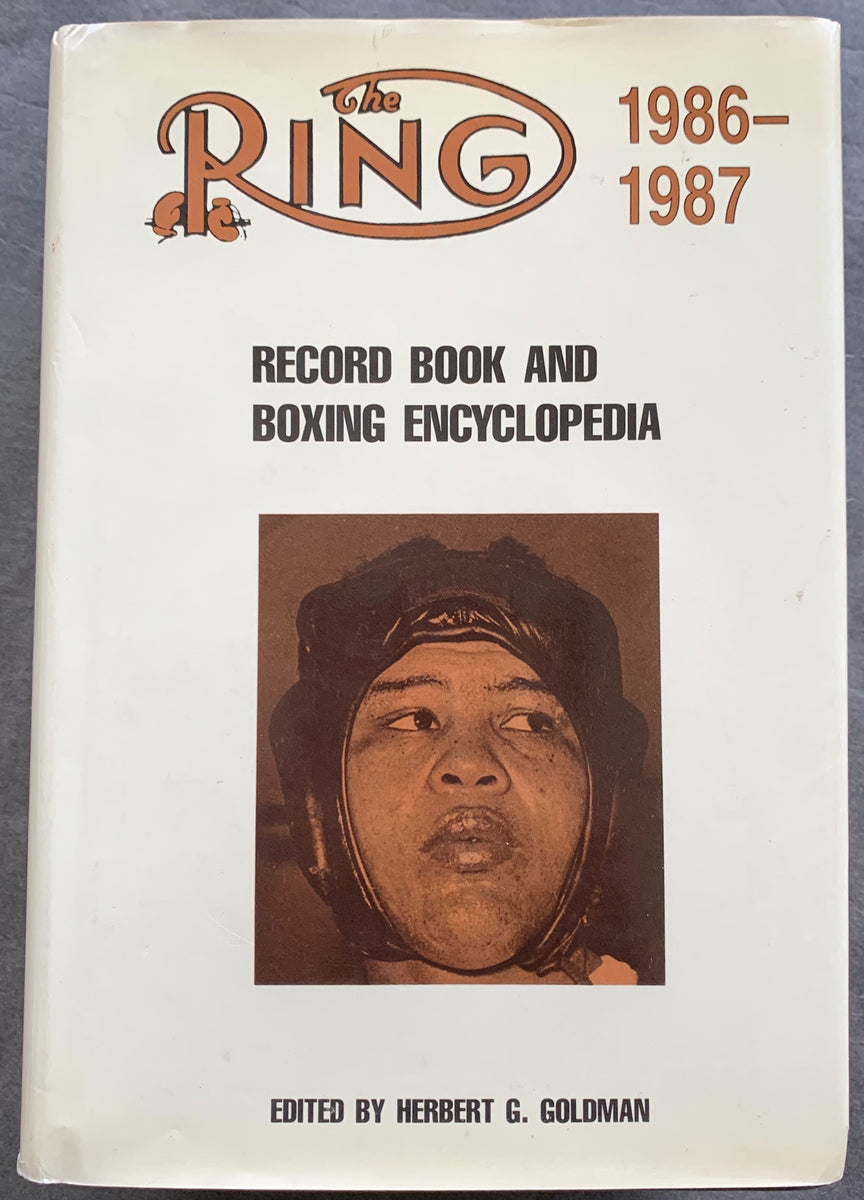 The
RING
1986–
1987
RECORD BOOK AND
BOXING ENCYCLOPEDIA
EDITED BY HERBERT G. GOLDMAN